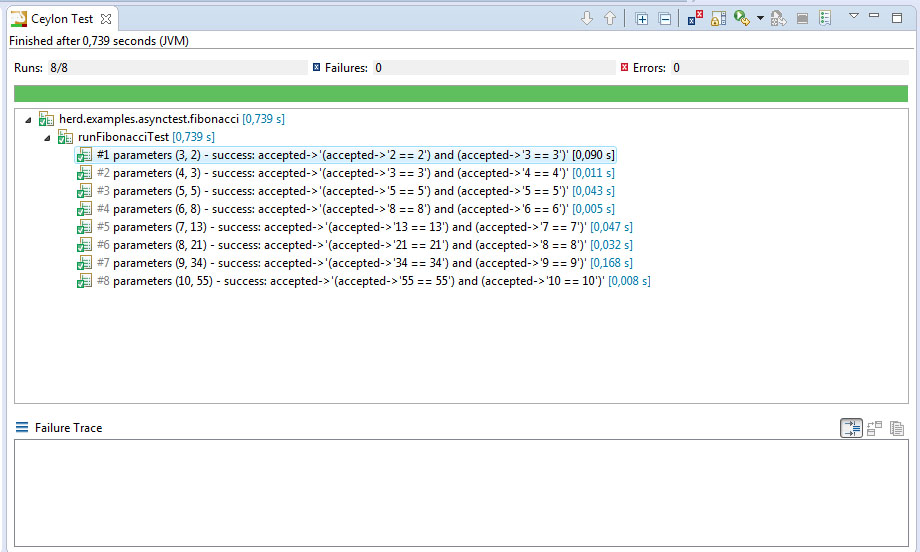 Ceylon Test
Finished after 0,739 seconds (JVM)
Runs: 8/8 Failures: 0 Errors: 0
herd.examples.asynctest.fibonacci [0,739 s]
runFibonacciTest [0,739 s]
#1 parameters (3, 2) - success: accepted->'(accepted->'2 == 2') and (accepted->'3 == 3')' [0,090 s]
#2 parameters (4, 3) - success: accepted->'(accepted->'3 == 3') and (accepted->'4 == 4')' [0,011 s]
#3 parameters (5, 5) - success: accepted->'(accepted->'5 == 5') and (accepted->'5 == 5')' [0,043 s]
#4 parameters (6, 8) - success: accepted->'(accepted->'8 == 8') and (accepted->'6 == 6')' [0,005 s]
#5 parameters (7, 13) - success: accepted->'(accepted->'13 == 13') and (accepted->'7 == 7')' [0,047 s]
#6 parameters (8, 21) - success: accepted->'(accepted->'21 == 21') and (accepted->'8 == 8')' [0,032 s]
#7 parameters (9, 34) - success: accepted->'(accepted->'34 == 34') and (accepted->'9 == 9')' [0,168 s]
#8 parameters (10, 55) - success: accepted->'(accepted->'55 == 55') and (accepted->'10 == 10')' [0,008 s]
Failure Trace